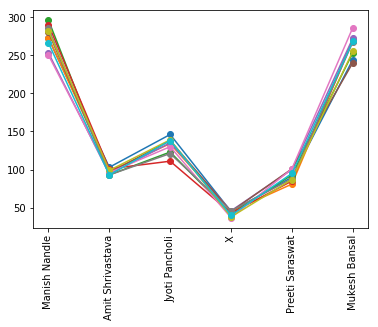 300
250
200
150
100
50
Manish Nandle
Amit Shrivastava
Jyoti Pancholi
X
Preeti Saraswat
Mukesh Bansal